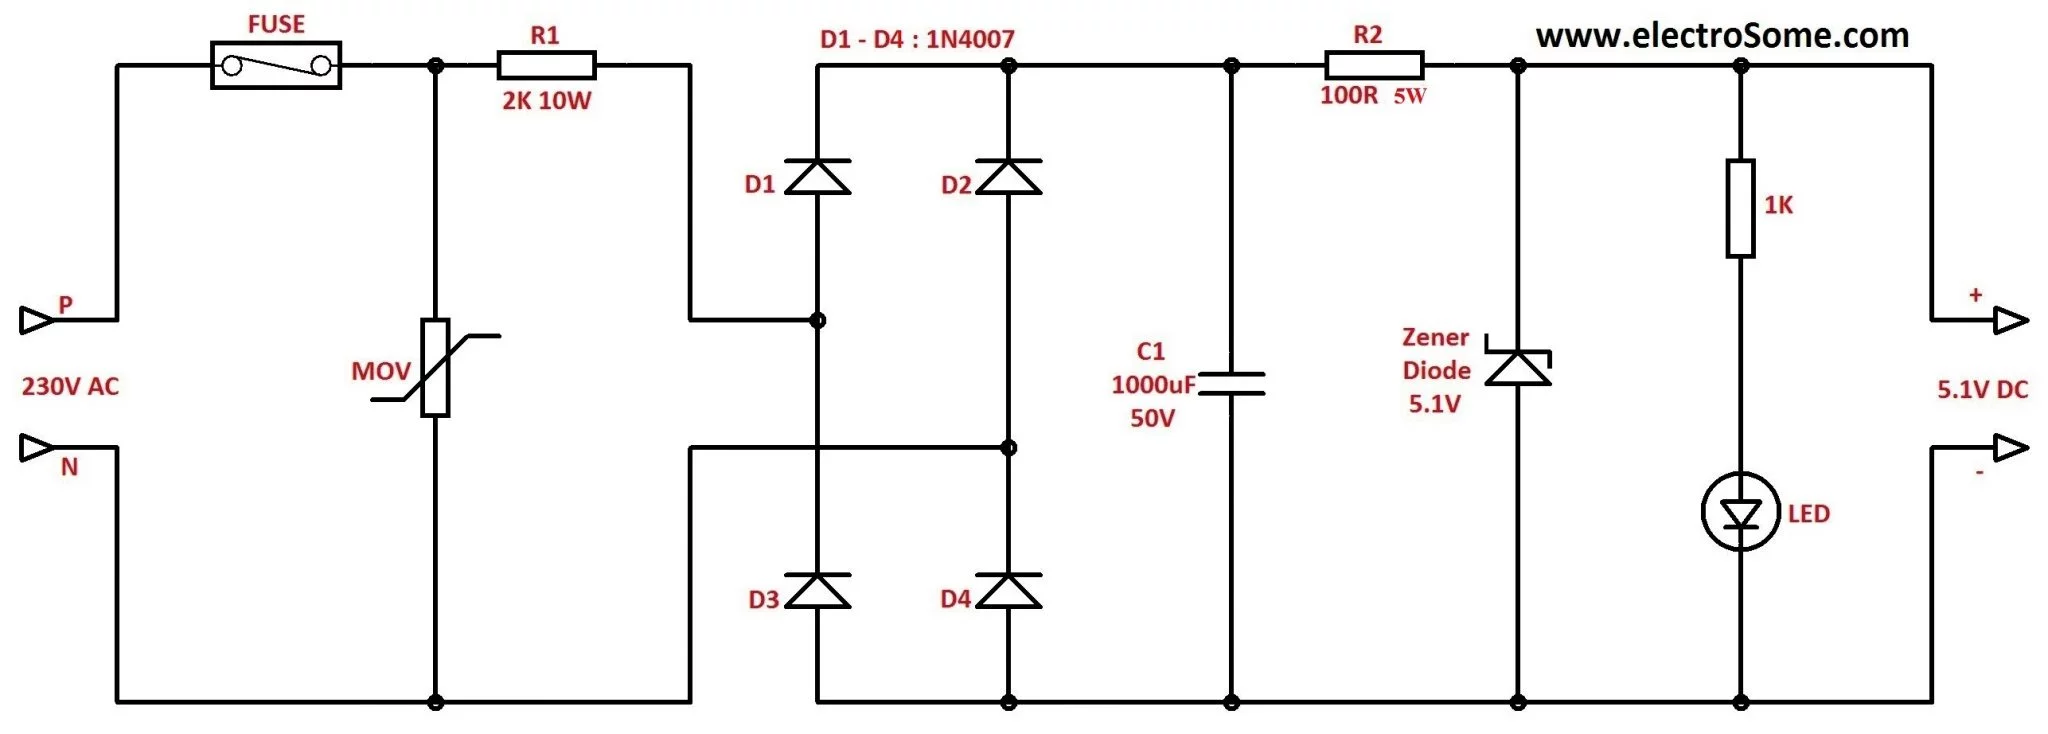 FUSE
R1
2K 10W
D1 - D4 : 1N4007
R2
100R 5W
www.electroSome.com
D1
D2
1K
P
230V AC
N
MOV
C1
1000uF
50V
Zener
Diode
5.1V
+
5.1V DC
-
LED
D3
D4